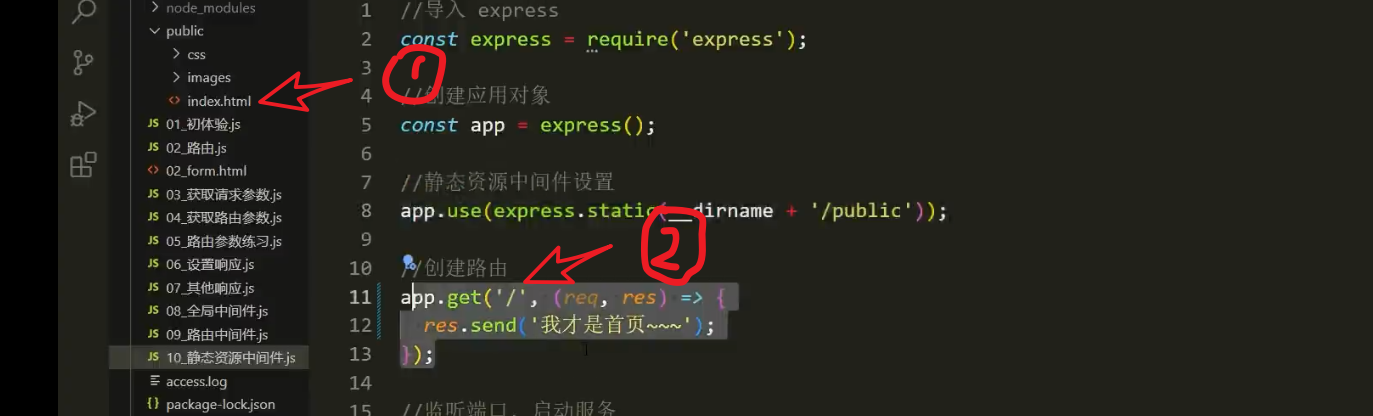 node_modules
public
css
images
index.html
JS 01_初体验.js
JS 02_路由.js
02_form.html
JS 03_获取请求参数.js
JS 04_获取路由参数.js
JS 05_路由参数练习.js
JS 06_设置响应.js
JS 07_其他响应.js
JS 08_全局中间件.js
JS 09_路由中间件.js
JS 10_静态资源中间件.js
access.log
{} package-lock.json
1 //导入 express
2 const express = require('express');
3
4 //创建应用对象
5 const app = express();
6
7 //静态资源中间件设置
8 app.use(express.static(__dirname + '/public'));
9
10 //创建路由
11 app.get('/', (req, res) => {
12 res.send('我才是首页~~~');
13 });
14
15 //监听端口, 启动服务
1
2